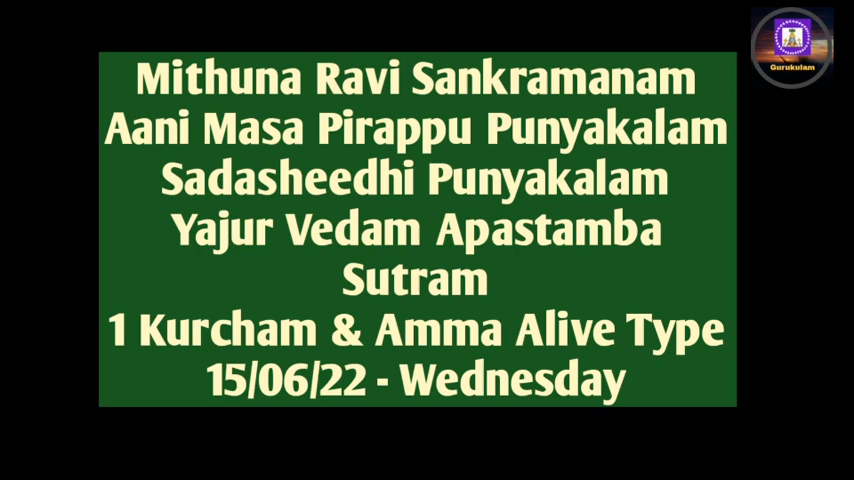 Gurukulam
Mithuna Ravi Sankramanam
Aani Masa Pirappu Punyakalam
Sadasheedhi Punyakalam
Yajur Vedam Apastamba
Sutram
1 Kurcham & Amma Alive Type
15/06/22 - Wednesday